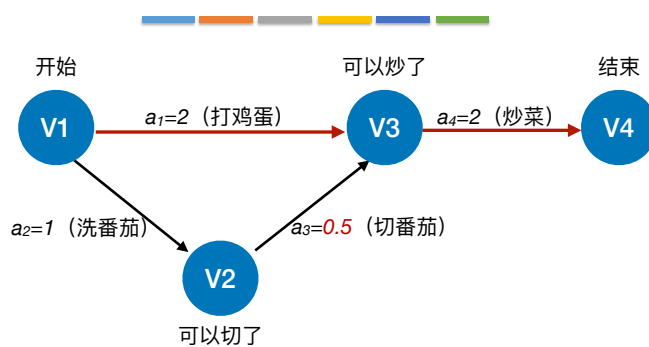 开始
可以炒了
结束
V1
a₁=2（打鸡蛋）
V3
a₄=2（炒菜）
V4
a₂=1（洗番茄）
a₃=0.5（切番茄）
V2
可以切了